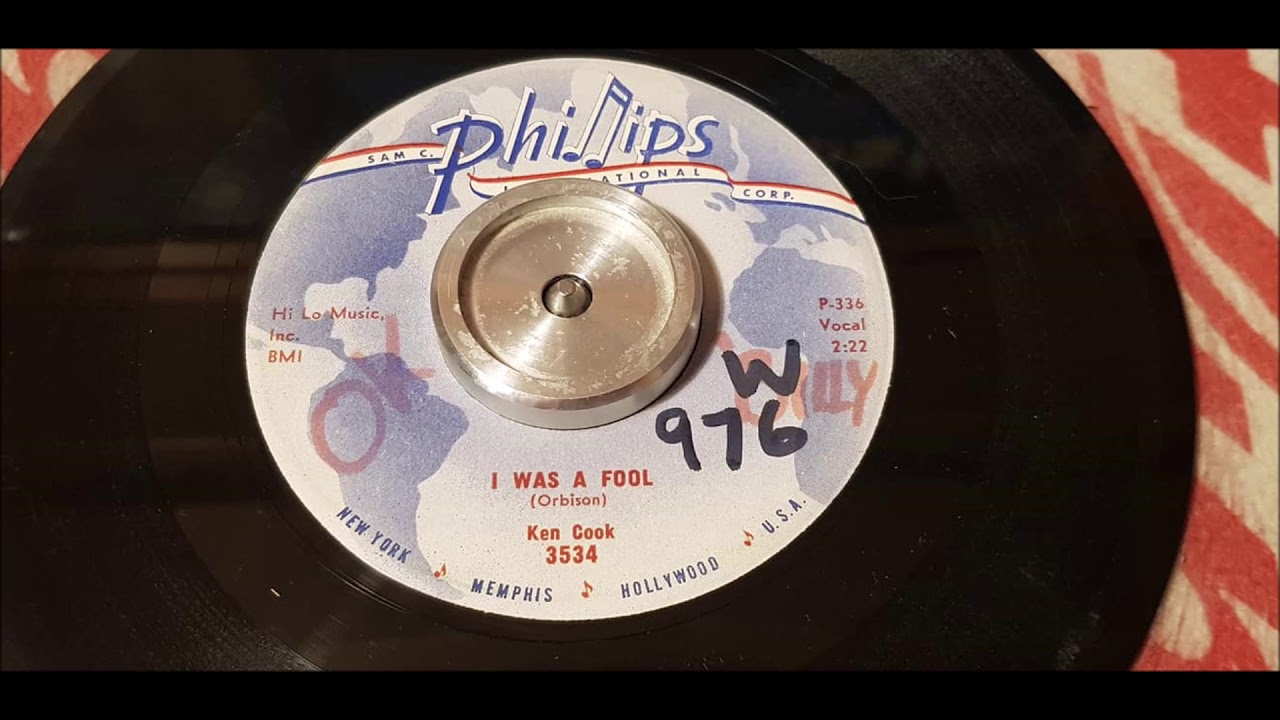 SAM C.
Phillips
INTERNATIONAL
CORP.
Hi Lo Music,
Inc.
BMI
P-336
Vocal
2:22
OK
W
976
I WAS A FOOL
(Orbison)
Ken Cook
3534
NEW YORK MEMPHIS HOLLYWOOD U.S.A.